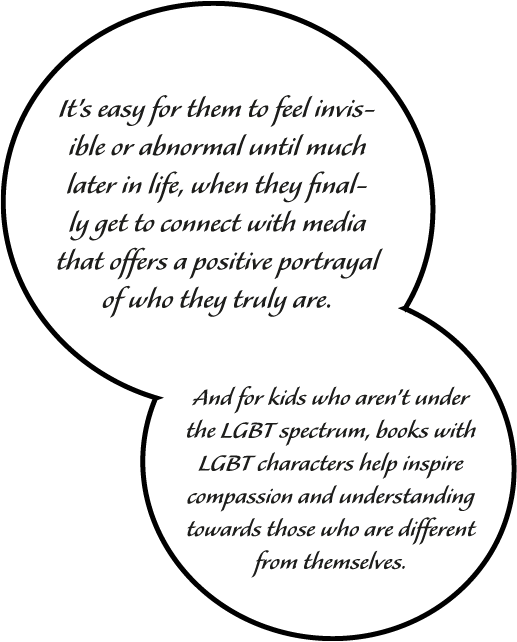 It's easy for them to feel invis-
ible or abnormal until much
later in life, when they final-
ly get to connect with media
that offers a positive portrayal
of who they truly are.
And for kids who aren't under
the LGBT spectrum, books with
LGBT characters help inspire
compassion and understanding
towards those who are different
from themselves.